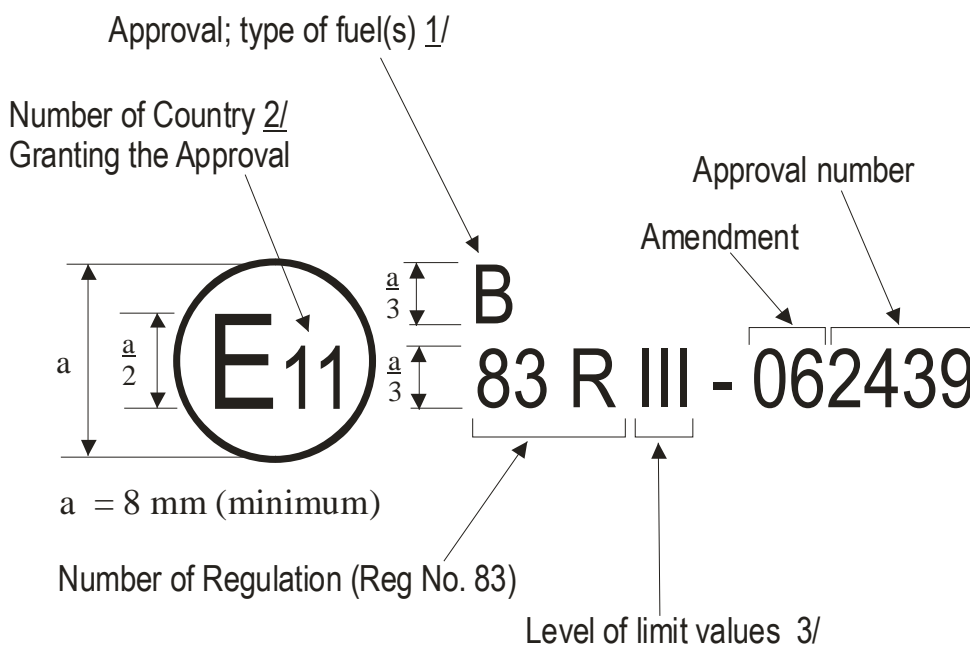 Approval; type of fuel(s) 1/
Number of Country 2/
Granting the Approval
Approval number
Amendment
a
a
2
E11
a
3
B
a
3
83 R III - 062439
a = 8 mm (minimum)
Number of Regulation (Reg No. 83)
Level of limit values 3/